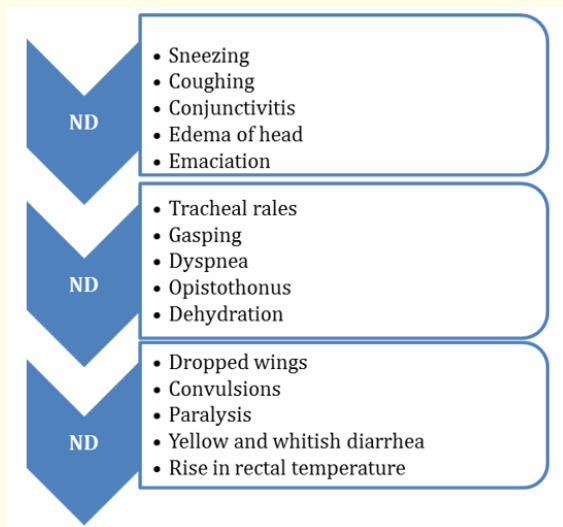 ND
• Sneezing
• Coughing
• Conjunctivitis
• Edema of head
• Emaciation
ND
• Tracheal rales
• Gasping
• Dyspnea
• Opistothonus
• Dehydration
ND
• Dropped wings
• Convulsions
• Paralysis
• Yellow and whitish diarrhea
• Rise in rectal temperature